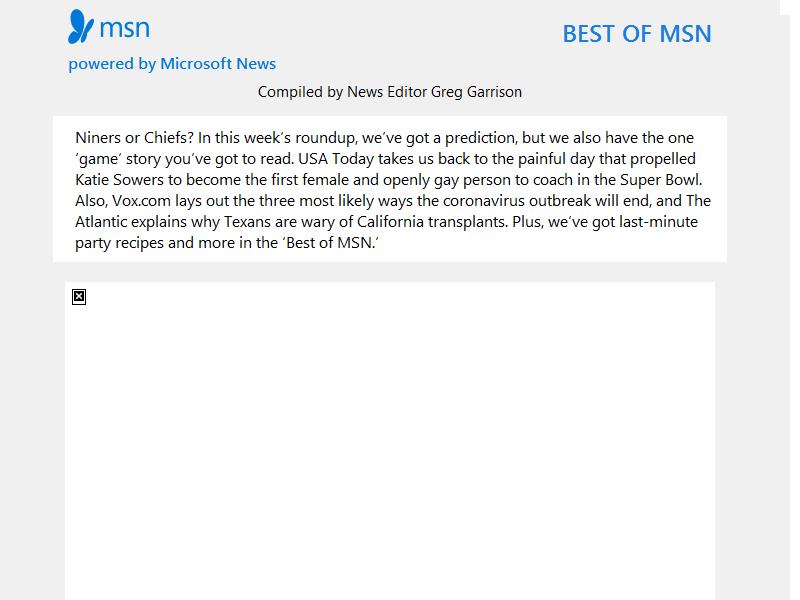 msn
BEST OF MSN
powered by Microsoft News
Compiled by News Editor Greg Garrison
Niners or Chiefs? In this week’s roundup, we’ve got a prediction, but we also have the one
‘game’ story you’ve got to read. USA Today takes us back to the painful day that propelled
Katie Sowers to become the first female and openly gay person to coach in the Super Bowl.
Also, Vox.com lays out the three most likely ways the coronavirus outbreak will end, and The
Atlantic explains why Texans are wary of California transplants. Plus, we’ve got last-minute
party recipes and more in the ‘Best of MSN.’